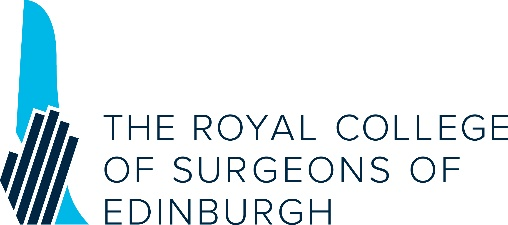 THE ROYAL COLLEGE
OF SURGEONS OF
EDINBURGH